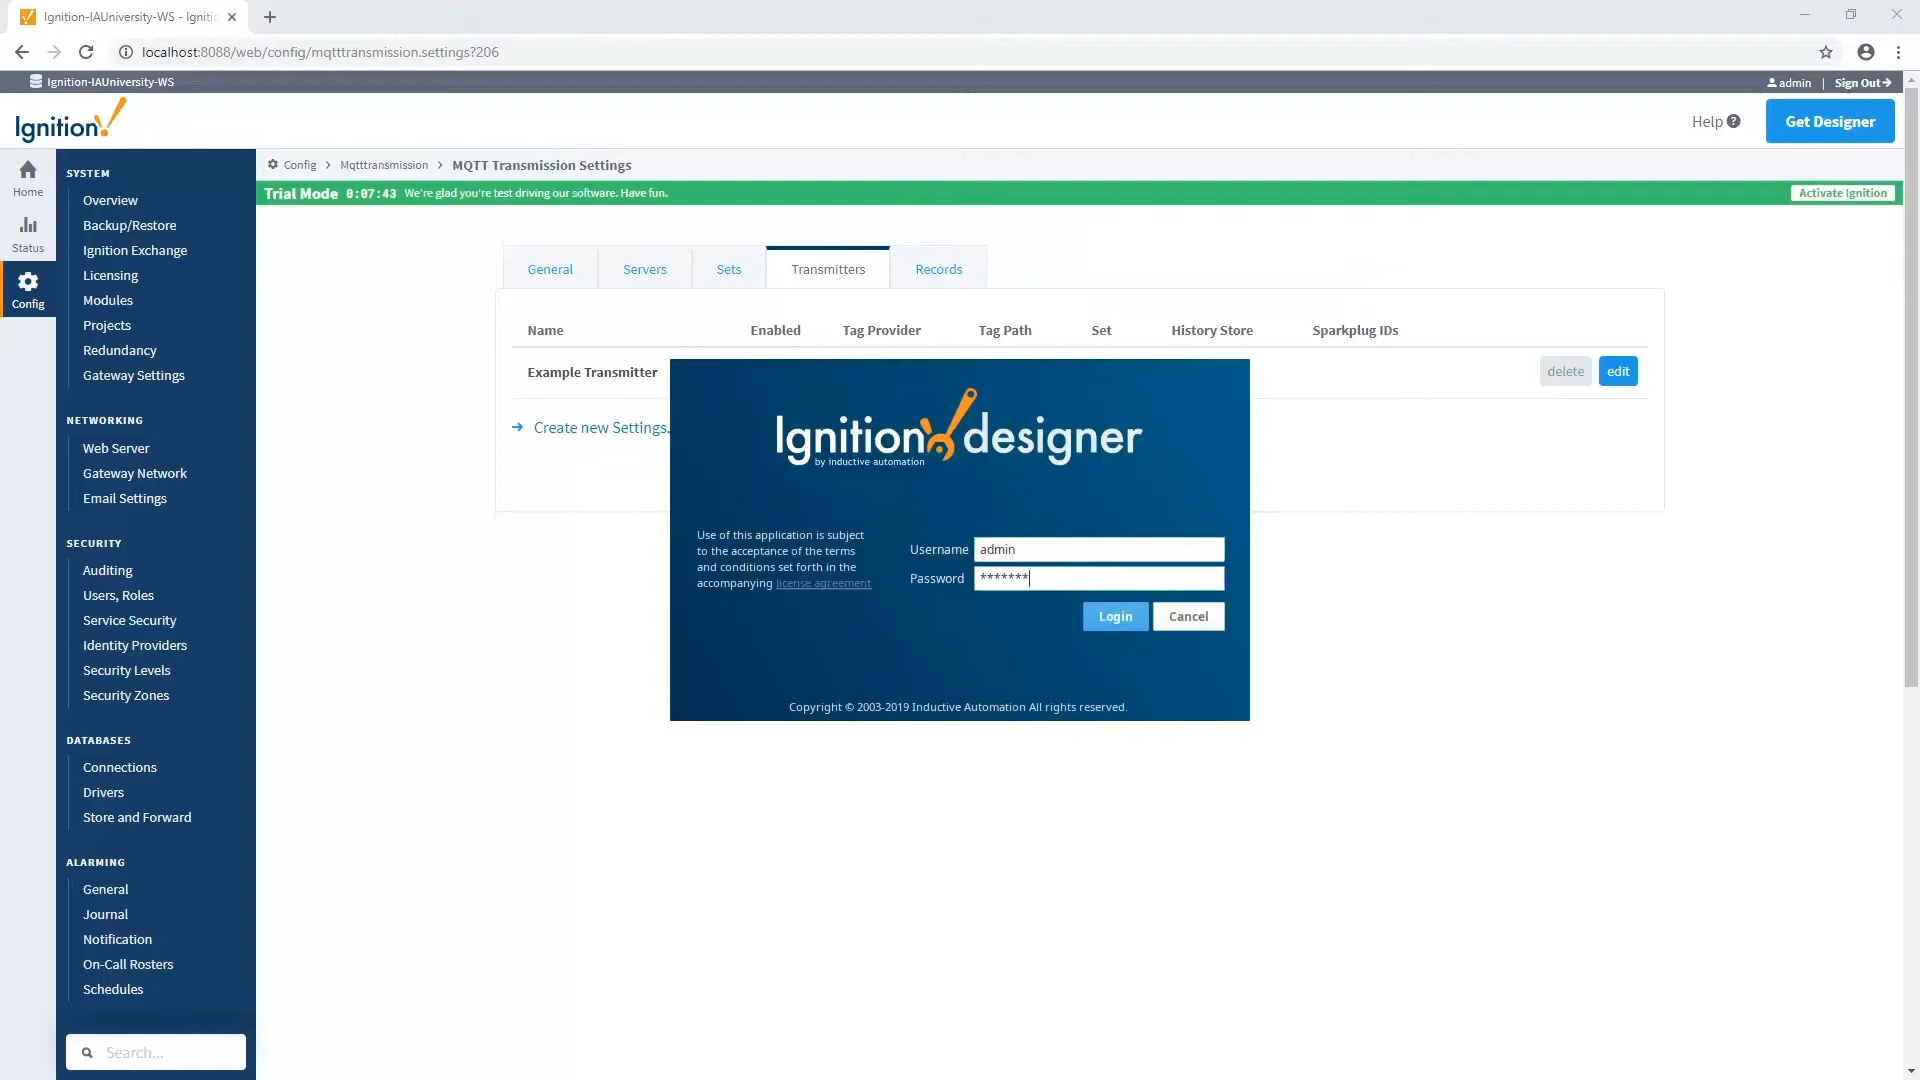 Ignition-IAUniversity-WS - Igniti
localhost:8088/web/config/mqtttransmission.settings?206
Ignition-IAUniversity-WS
admin | Sign Out
Ignition!
Help
Get Designer
Home
Status
Config
SYSTEM
Overview
Backup/Restore
Ignition Exchange
Licensing
Modules
Projects
Redundancy
Gateway Settings
NETWORKING
Web Server
Gateway Network
Email Settings
SECURITY
Auditing
Users, Roles
Service Security
Identity Providers
Security Levels
Security Zones
DATABASES
Connections
Drivers
Store and Forward
ALARMING
General
Journal
Notification
On-Call Rosters
Schedules
Search...
Config > Mqtttransmission > MQTT Transmission Settings
Trial Mode 0:07:43 We're glad you're test driving our software. Have fun.
Activate Ignition
General Servers Sets Transmitters Records
Name Enabled Tag Provider Tag Path Set History Store Sparkplug IDs
Example Transmitter
delete edit
→ Create new Settings.
Ignition! designer
by inductive automation
Use of this application is subject
to the acceptance of the terms
and conditions set forth in the
accompanying license agreement
Username admin
Password *******
Login Cancel
Copyright © 2003-2019 Inductive Automation All rights reserved.